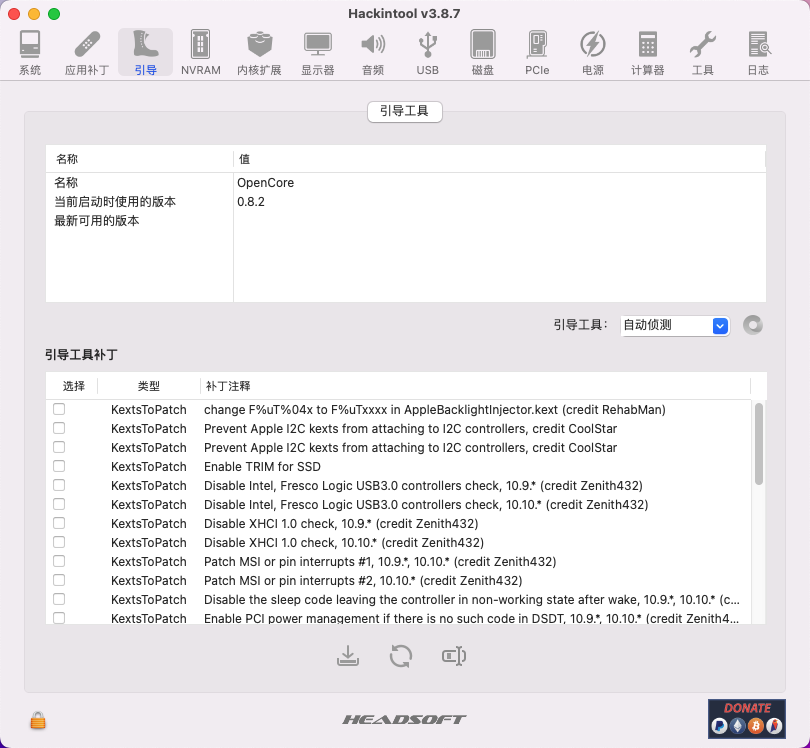 Hackintool v3.8.7
系统 应用补丁 引导 NVRAM 内核扩展 显示器 音频 USB 磁盘 PCIe 电源 计算器 工具 日志
引导工具
名称 值
名称 OpenCore
当前启动时使用的版本 0.8.2
最新可用的版本
引导工具： 自动侦测
引导工具补丁
选择 类型 补丁注释
KextsToPatch change F%uT%04x to F%uTxxxx in AppleBacklightInjector.kext (credit RehabMan)
KextsToPatch Prevent Apple I2C kexts from attaching to I2C controllers, credit CoolStar
KextsToPatch Prevent Apple I2C kexts from attaching to I2C controllers, credit CoolStar
KextsToPatch Enable TRIM for SSD
KextsToPatch Disable Intel, Fresco Logic USB3.0 controllers check, 10.9.* (credit Zenith432)
KextsToPatch Disable Intel, Fresco Logic USB3.0 controllers check, 10.10.* (credit Zenith432)
KextsToPatch Disable XHCI 1.0 check, 10.9.* (credit Zenith432)
KextsToPatch Disable XHCI 1.0 check, 10.10.* (credit Zenith432)
KextsToPatch Patch MSI or pin interrupts #1, 10.9.*, 10.10.* (credit Zenith432)
KextsToPatch Patch MSI or pin interrupts #2, 10.10.* (credit Zenith432)
KextsToPatch Disable the sleep code leaving the controller in non-working state after wake, 10.9.*, 10.10.* (c...
KextsToPatch Enable PCI power management if there is no such code in DSDT, 10.9.*, 10.10.* (credit Zenith4...
HEADSOFT
DONATE